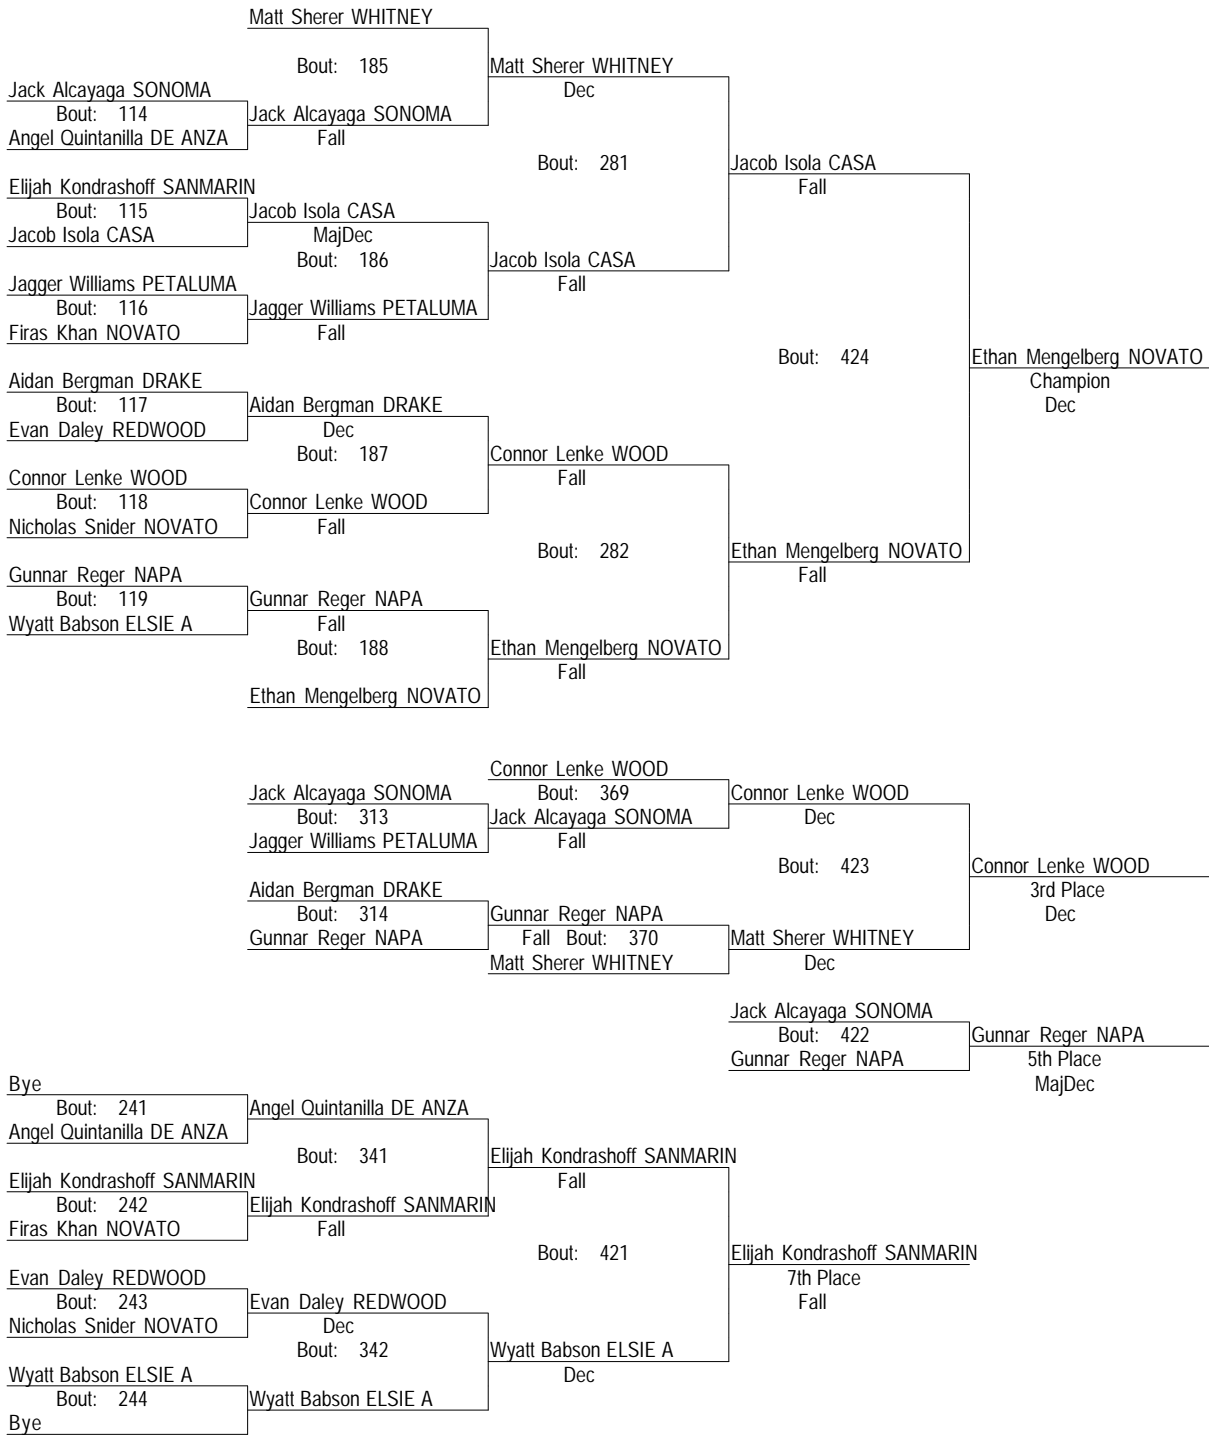 Matt Sherer WHITNEY
Bout: 185
Matt Sherer WHITNEY
Dec
Jack Alcayaga SONOMA
Bout: 114
Angel Quintanilla DE ANZA
Jack Alcayaga SONOMA
Fall
Bout: 281
Jacob Isola CASA
Fall
Elijah Kondrashoff SANMARIN
Bout: 115
Jacob Isola CASA
Jacob Isola CASA
MajDec
Bout: 186
Jacob Isola CASA
Fall
Jagger Williams PETALUMA
Bout: 116
Firas Khan NOVATO
Jagger Williams PETALUMA
Fall
Bout: 424
Ethan Mengelberg NOVATO
Champion
Dec
Aidan Bergman DRAKE
Bout: 117
Evan Daley REDWOOD
Aidan Bergman DRAKE
Dec
Bout: 187
Connor Lenke WOOD
Fall
Connor Lenke WOOD
Bout: 118
Nicholas Snider NOVATO
Connor Lenke WOOD
Fall
Bout: 282
Ethan Mengelberg NOVATO
Fall
Gunnar Reger NAPA
Bout: 119
Wyatt Babson ELSIE A
Gunnar Reger NAPA
Fall
Bout: 188
Ethan Mengelberg NOVATO
Fall
Ethan Mengelberg NOVATO
Connor Lenke WOOD
Jack Alcayaga SONOMA
Bout: 313
Jagger Williams PETALUMA
Bout: 369
Jack Alcayaga SONOMA
Fall
Connor Lenke WOOD
Dec
Bout: 423
Connor Lenke WOOD
3rd Place
Dec
Aidan Bergman DRAKE
Bout: 314
Gunnar Reger NAPA
Gunnar Reger NAPA
Fall Bout: 370
Matt Sherer WHITNEY
Matt Sherer WHITNEY
Dec
Jack Alcayaga SONOMA
Bout: 422
Gunnar Reger NAPA
Gunnar Reger NAPA
5th Place
MajDec
Bye
Bout: 241
Angel Quintanilla DE ANZA
Angel Quintanilla DE ANZA
Bout: 341
Elijah Kondrashoff SANMARIN
Fall
Elijah Kondrashoff SANMARIN
Bout: 242
Firas Khan NOVATO
Elijah Kondrashoff SANMARIN
Fall
Bout: 421
Elijah Kondrashoff SANMARIN
7th Place
Fall
Evan Daley REDWOOD
Bout: 243
Nicholas Snider NOVATO
Evan Daley REDWOOD
Dec
Bout: 342
Wyatt Babson ELSIE A
Dec
Wyatt Babson ELSIE A
Bout: 244
Bye
Wyatt Babson ELSIE A